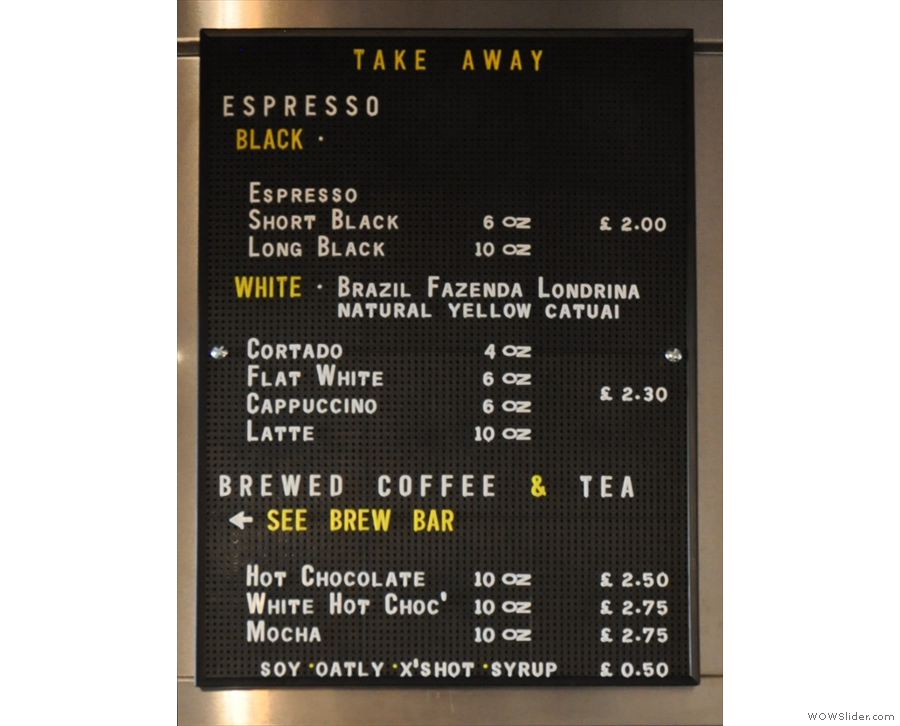 TAKE AWAY
ESPRESSO
BLACK ·
ESPRESSO
SHORT BLACK 6 OZ £ 2.00
LONG BLACK 10 OZ
WHITE · BRAZIL FAZENDA LONDRINA
NATURAL YELLOW CATUAI
CORTADO 4 OZ
FLAT WHITE 6 OZ
£ 2.30
CAPPUCCINO 6 OZ
LATTE 10 OZ
BREWED COFFEE & TEA
← SEE BREW BAR
HOT CHOCOLATE 10 OZ £ 2.50
WHITE HOT CHOC' 10 OZ £ 2.75
MOCHA 10 OZ £ 2.75
SOY ·OATLY ·X'SHOT ·SYRUP £ 0.50
WOWSlider.com